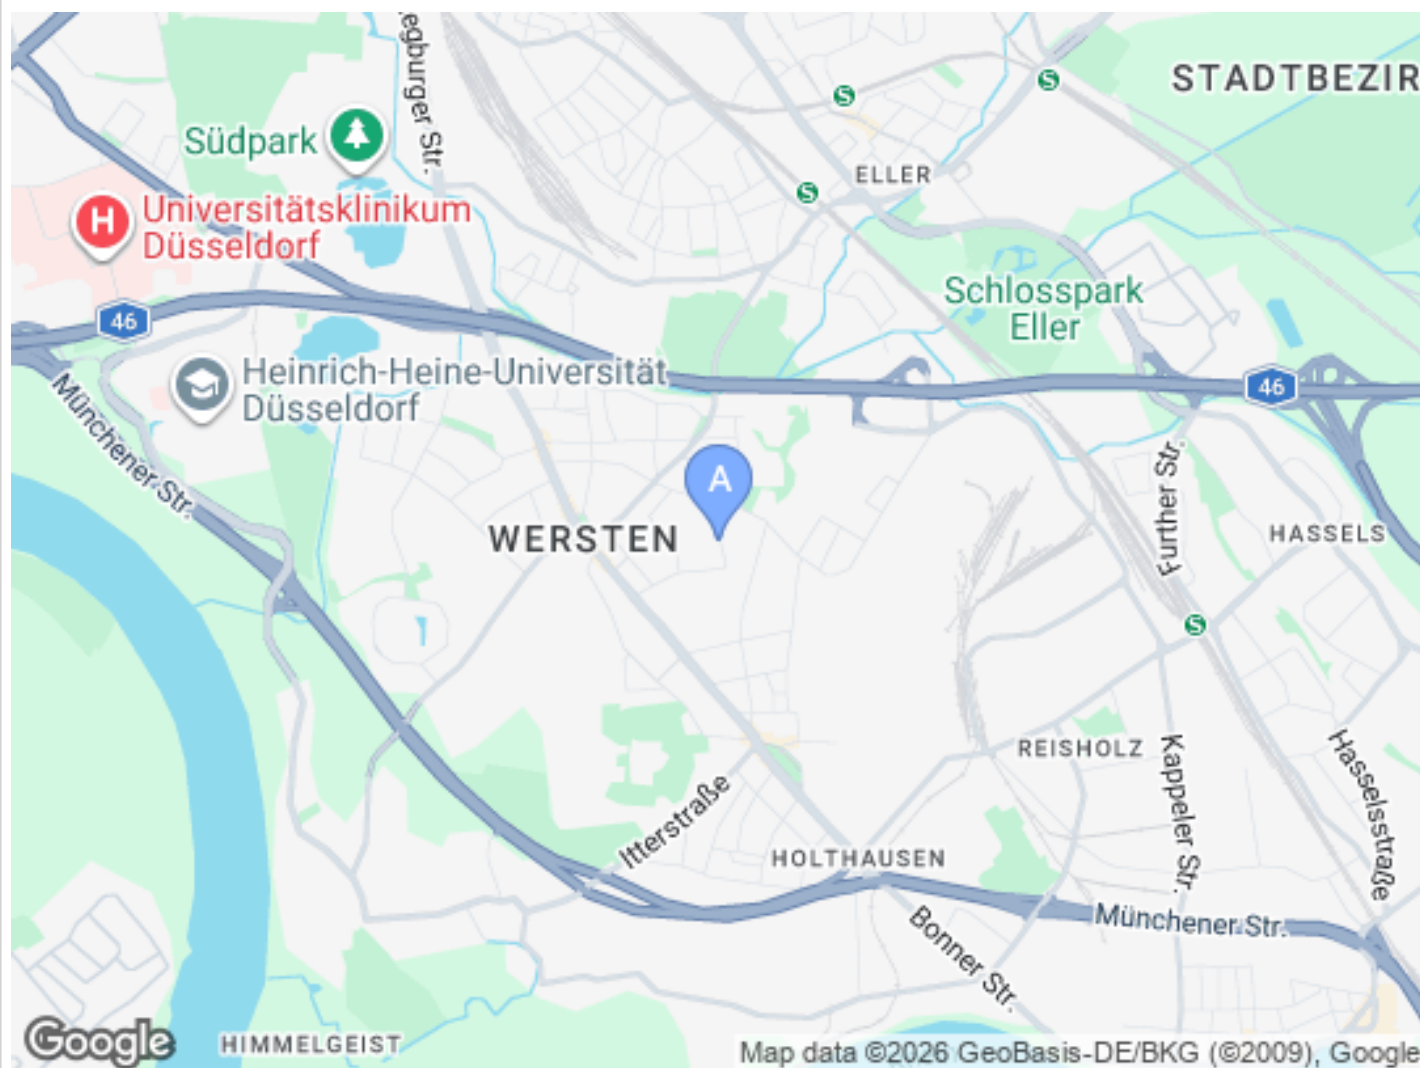 egburger Str.
STADTBEZIR
S
S
Südpark
ELLER
S
H
Universitätsklinikum
Düsseldorf
Schlosspark
Eller
46
Heinrich-Heine-Universität
Düsseldorf
46
Münchener Str.
A
Further Str.
WERSTEN
HASSELS
S
REISHOLZ
Kappeler Str.
Hasselsstraße
Itterstraße
HOLTHAUSEN
Münchener Str.
Bonner Str.
Google
HIMMELGEIST
Map data ©2026 GeoBasis-DE/BKG (©2009), Google